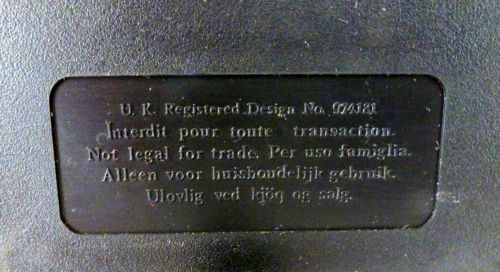 U. K. Registered Design No. 974181
Interdit pour toute transaction.
Not legal for trade. Per uso famiglia.
Alleen voor huishoudelijk gebruik.
Ulovlig ved kjöq og salg.